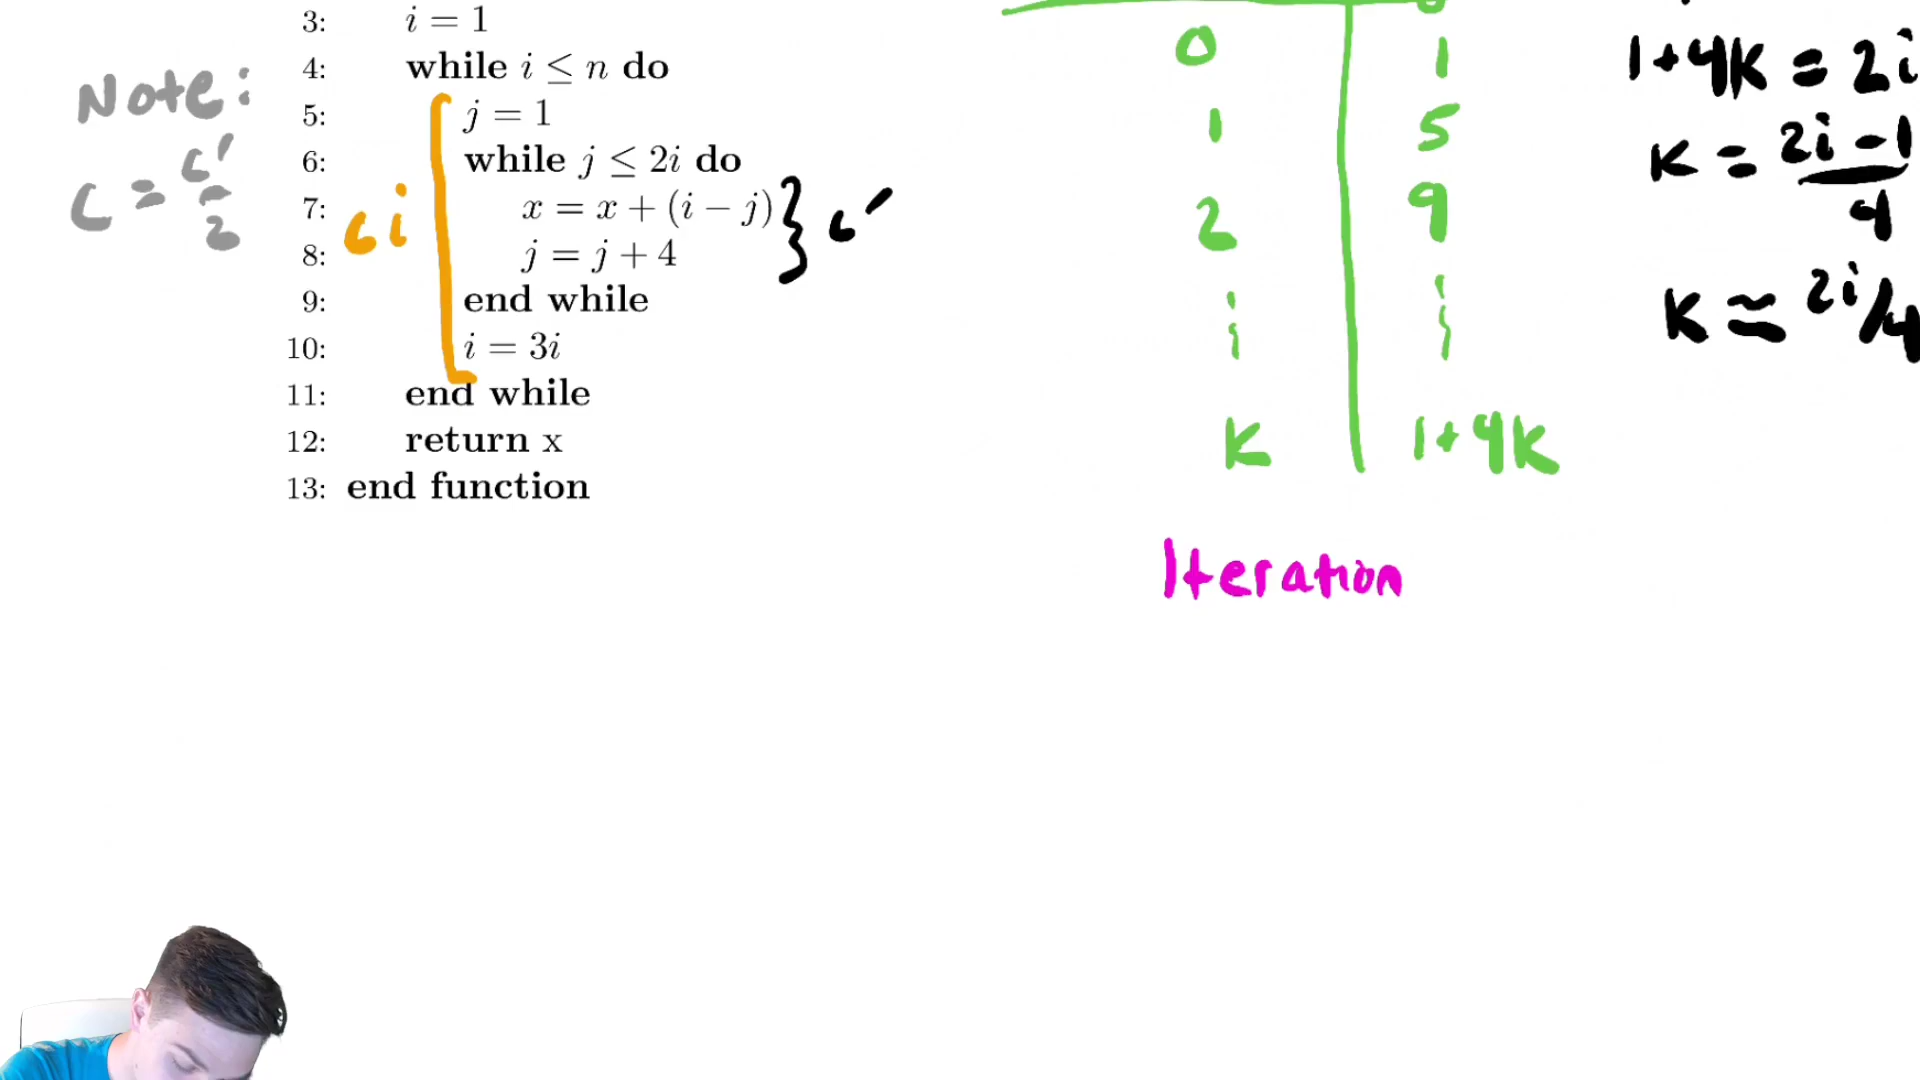 3: i = 1
4: while i ≤ n do
5: j = 1
6: while j ≤ 2i do
7: x = x + (i − j)
8: j = j + 4
9: end while
10: i = 3i
11: end while
12: return x
13: end function
Note:
c = c'/2
ci
c'
0 1
1 5
2 9
⋮ ⋮
K 1+4K
Iteration
1+4K = 2i
K = 2i-1/4
K ≈ 2i/4